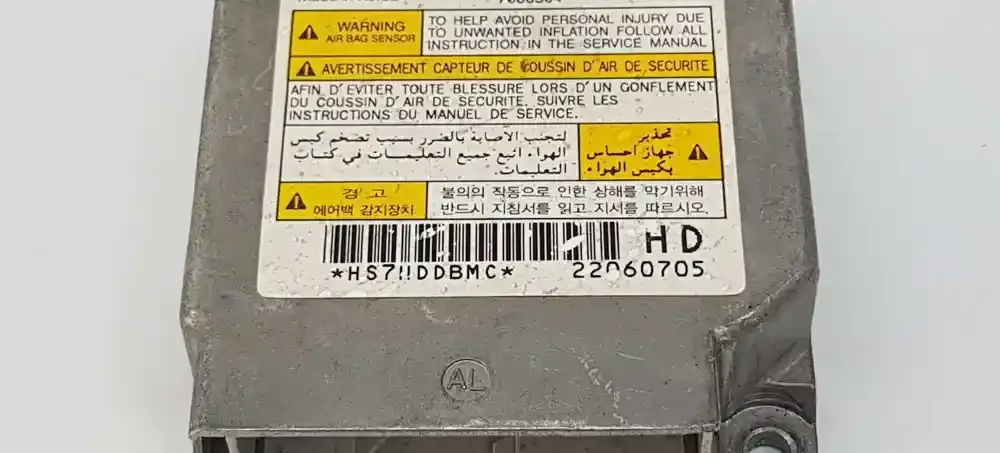 WARNING
AIR BAG SENSOR
TO HELP AVOID PERSONAL INJURY DUE
TO UNWANTED INFLATION FOLLOW ALL
INSTRUCTION IN THE SERVICE MANUAL
AVERTISSEMENT CAPTEUR DE COUSSIN D'AIR DE SECURITE
AFIN D'EVITER TOUTE BLESSURE LORS D'UN GONFLEMENT
DU COUSSIN D'AIR DE SECURITE, SUIVRE LES
INSTRUCTIONS DU MANUEL DE SERVICE.
تحذير
جهاز احساس
بكيس الهواء
لتجنب الاصابة بالضرر بسبب تضخم كيس
الهواء اتبع جميع التعليمات في كتاب
التعليمات.
경 고
에어백 감지장치
불의의 작동으로 인한 상해를 막기위해
반드시 지침서를 읽고 지서를 따르시오.
HD
*HS7 DDBMC*
22060705
AL